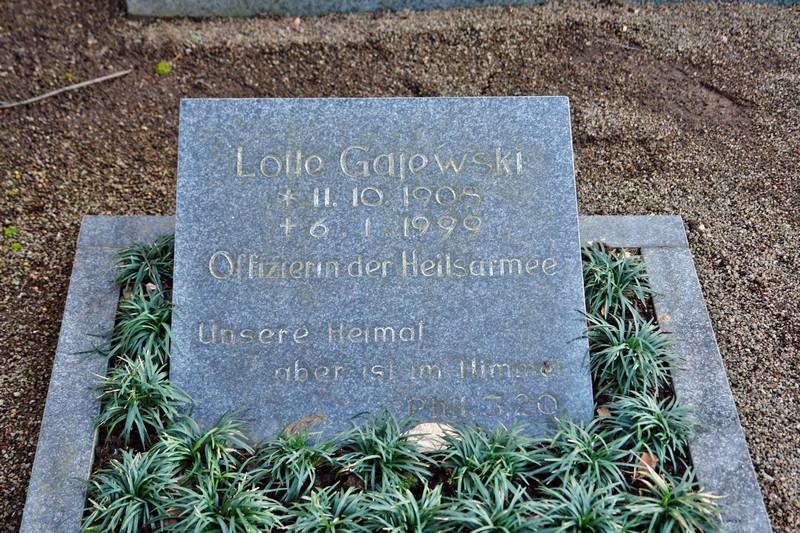 Lotte Gajewski
* 11. 10. 1908
+ 6. 1. 1999
Offizierin der Heilsarmee
Unsere Heimat
aber ist im Himmel
Phil 3,20